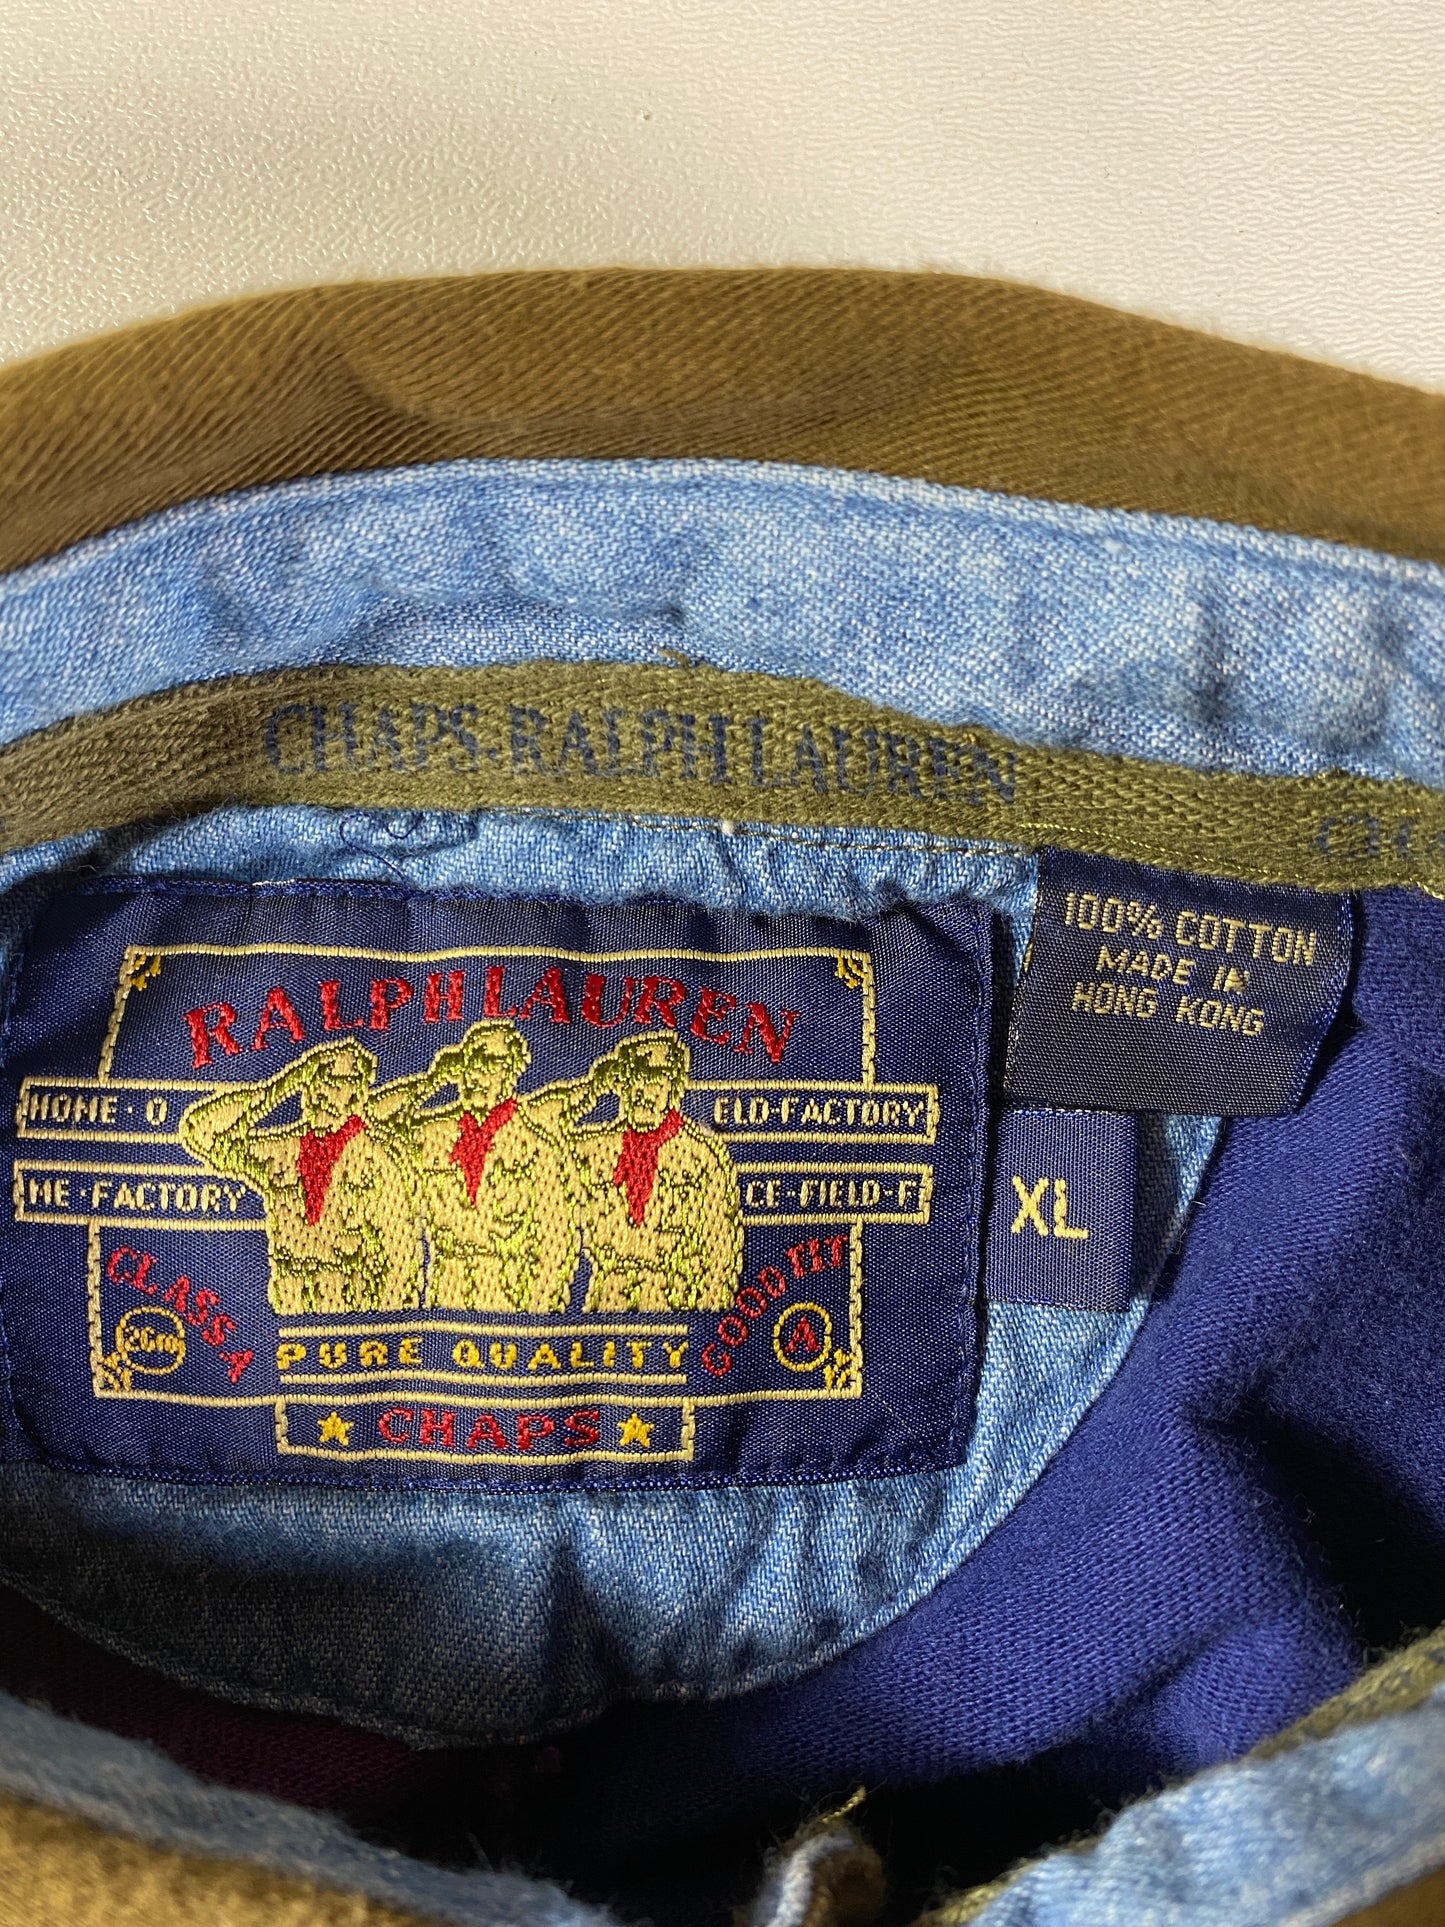 CHAPS-RALPH LAUREN
100% COTTON
MADE IN
HONG KONG
XL
RALPH LAUREN
HOME · O
ELD-FACTORY
ME · FACTORY
CE-FIELD-F
CLASS A
GOOD FIT
A
PURE QUALITY
★ CHAPS ★